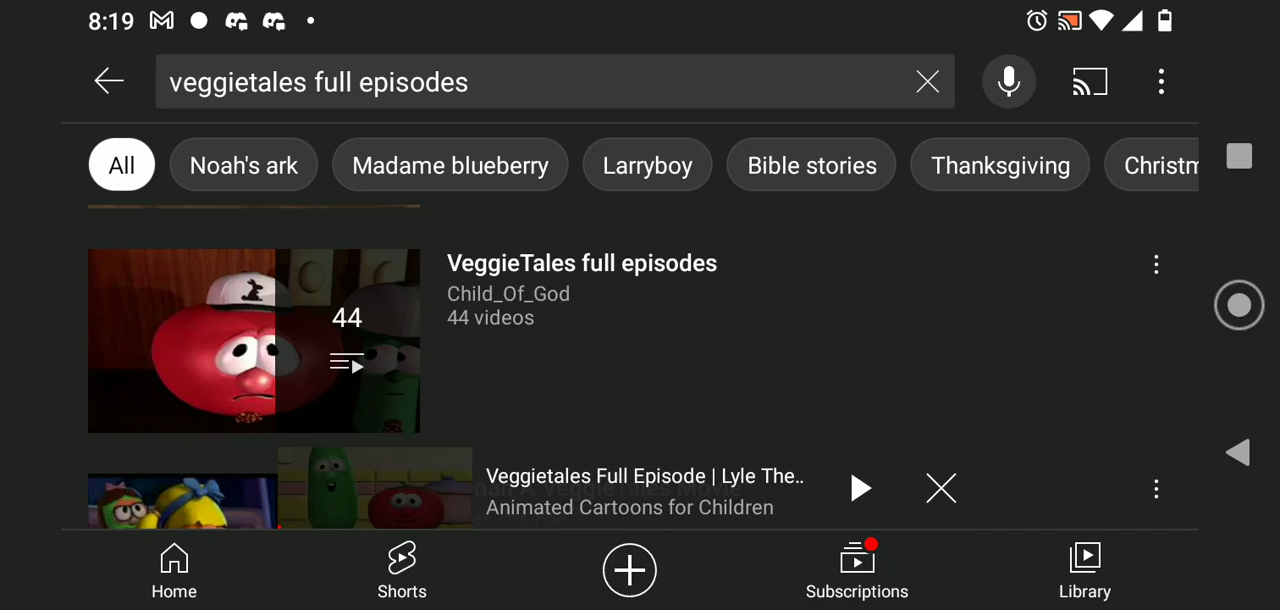 8:19
veggietales full episodes
All
Noah's ark
Madame blueberry
Larryboy
Bible stories
Thanksgiving
Christm
44
VeggieTales full episodes
Child_Of_God
44 videos
Veggietales Full Episode | Lyle The..
Animated Cartoons for Children
Home
Shorts
Subscriptions
Library